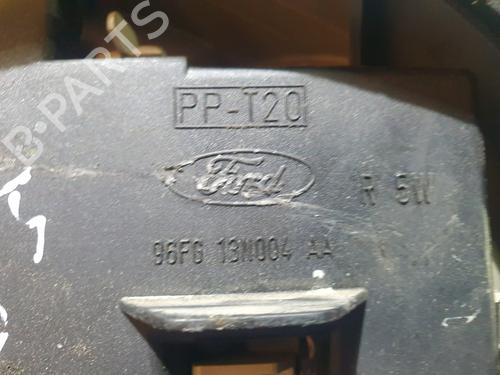 PP-T20
Ford
R 5W
96FG 13N004 AA
B-PARTS